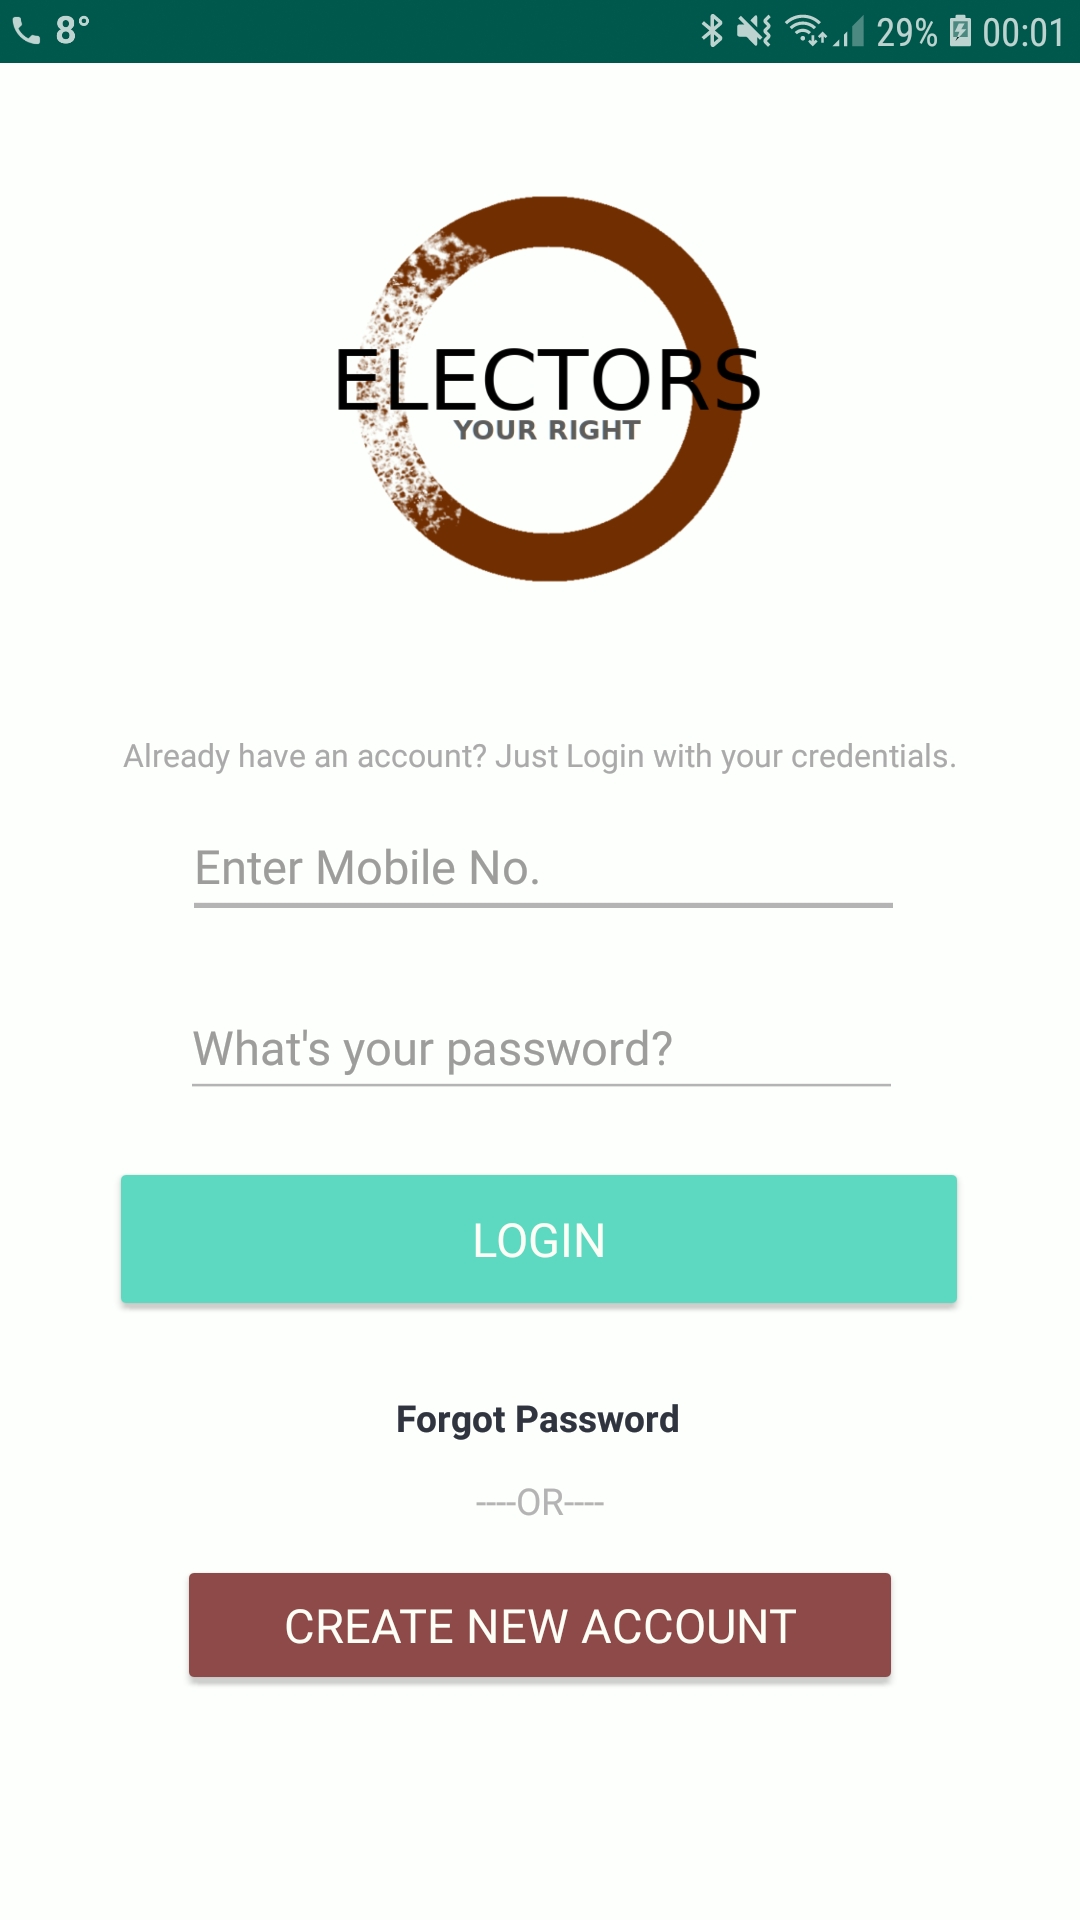 8° 29% 00:01
ELECTORS
YOUR RIGHT
Already have an account? Just Login with your credentials.
Enter Mobile No.
What's your password?
LOGIN
Forgot Password
----OR----
CREATE NEW ACCOUNT